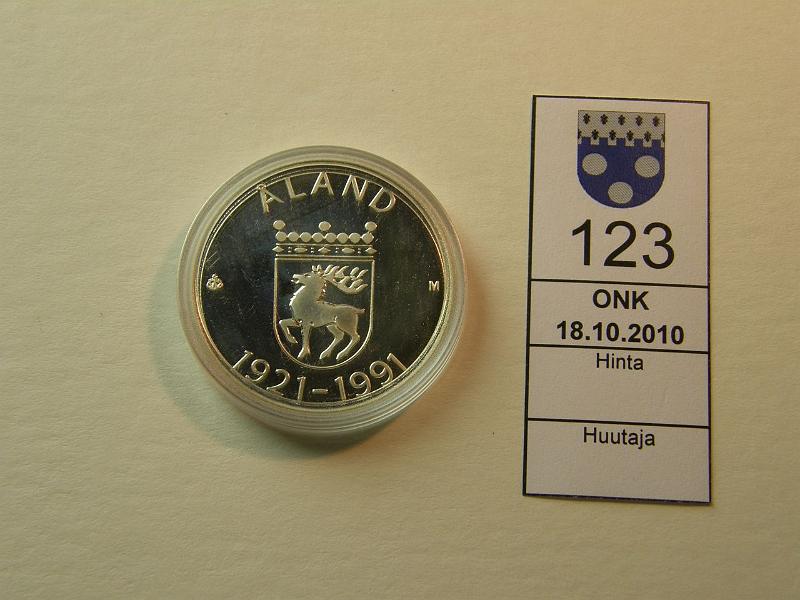 ÅLAND
M
1921-1991
123
ONK
18.10.2010
Hinta
Huutaja